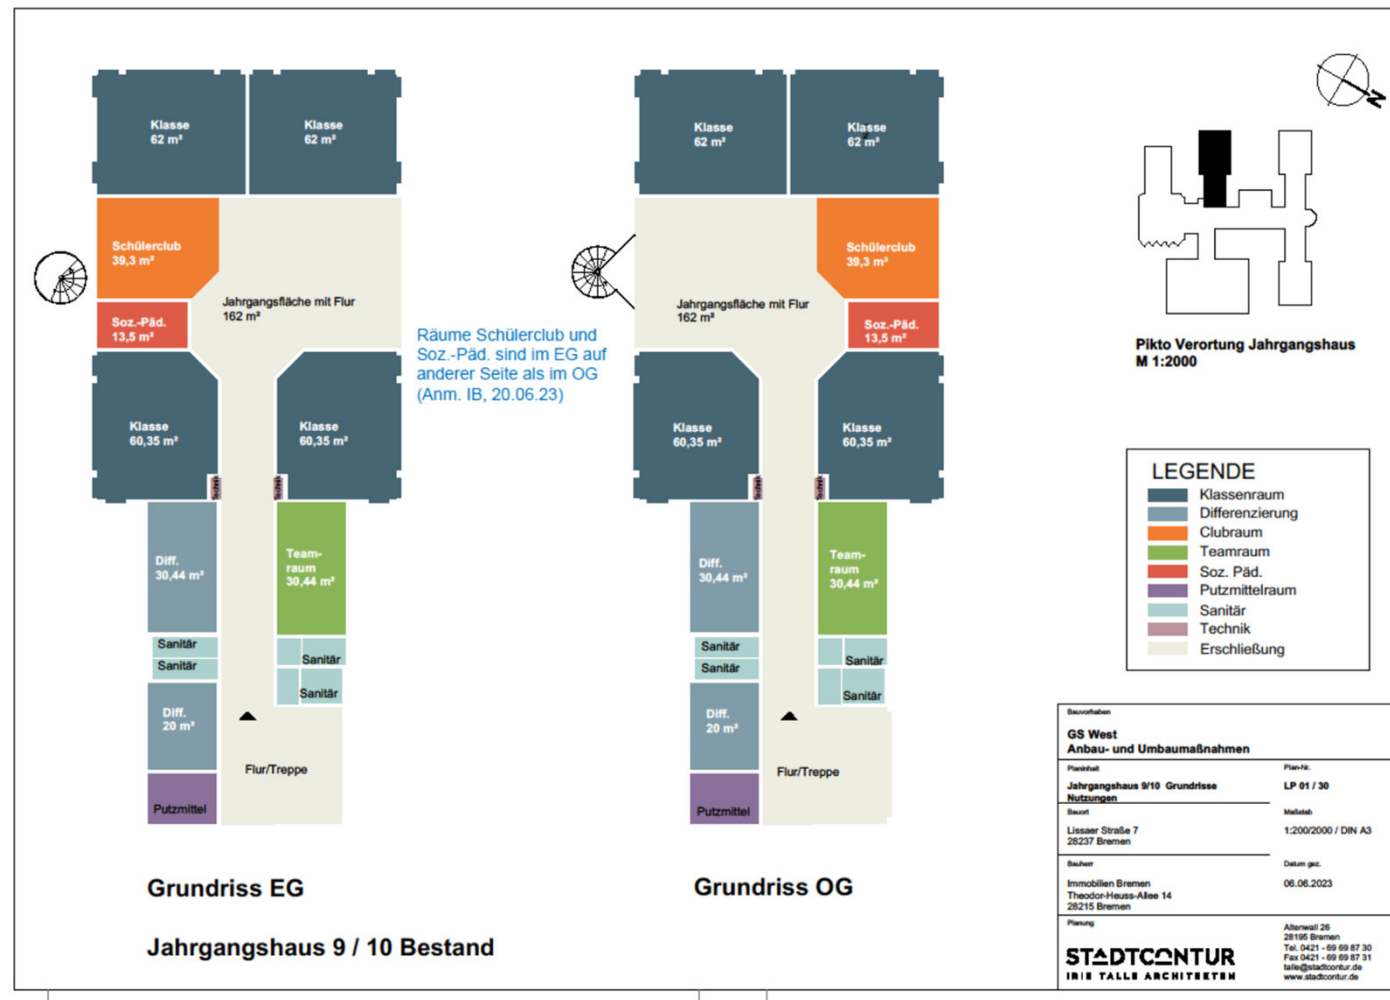 Klasse
62 m²
Klasse
62 m²
Schülerclub
39,3 m²
Jahrgangsfläche mit Flur
162 m²
Soz.-Päd.
13,5 m²
Klasse
60,35 m²
Klasse
60,35 m²
Technik
Technik
Diff.
30,44 m²
Team-
raum
30,44 m²
Sanitär
Sanitär
Sanitär
Sanitär
Diff.
20 m²
Flur/Treppe
Putzmittel
Grundriss EG
Räume Schülerclub und
Soz.-Päd. sind im EG auf
anderer Seite als im OG
(Anm. IB, 20.06.23)
Klasse
62 m²
Klasse
62 m²
Schülerclub
39,3 m²
Jahrgangsfläche mit Flur
162 m²
Soz.-Päd.
13,5 m²
Klasse
60,35 m²
Klasse
60,35 m²
Technik
Technik
Diff.
30,44 m²
Team-
raum
30,44 m²
Sanitär
Sanitär
Sanitär
Sanitär
Diff.
20 m²
Flur/Treppe
Putzmittel
Grundriss OG
Jahrgangshaus 9 / 10 Bestand
N
Pikto Verortung Jahrgangshaus
M 1:2000
LEGENDE
Klassenraum
Differenzierung
Clubraum
Teamraum
Soz. Päd.
Putzmittelraum
Sanitär
Technik
Erschließung
Bauvorhaben
GS West
Anbau- und Umbaumaßnahmen
Planinhalt
Jahrgangshaus 9/10 Grundrisse
Nutzungen
Plan-Nr.
LP 01 / 30
Bauort
Lissaer Straße 7
28237 Bremen
Maßstab
1:200/2000 / DIN A3
Bauherr
Immobilien Bremen
Theodor-Heuss-Allee 14
28215 Bremen
Datum gez.
06.06.2023
Planung
STADTCONTUR
IRIS TALLE ARCHITEKTEN
Altenwall 26
28195 Bremen
Tel. 0421 - 69 69 87 30
Fax 0421 - 69 69 87 31
talle@stadtcontur.de
www.stadtcontur.de